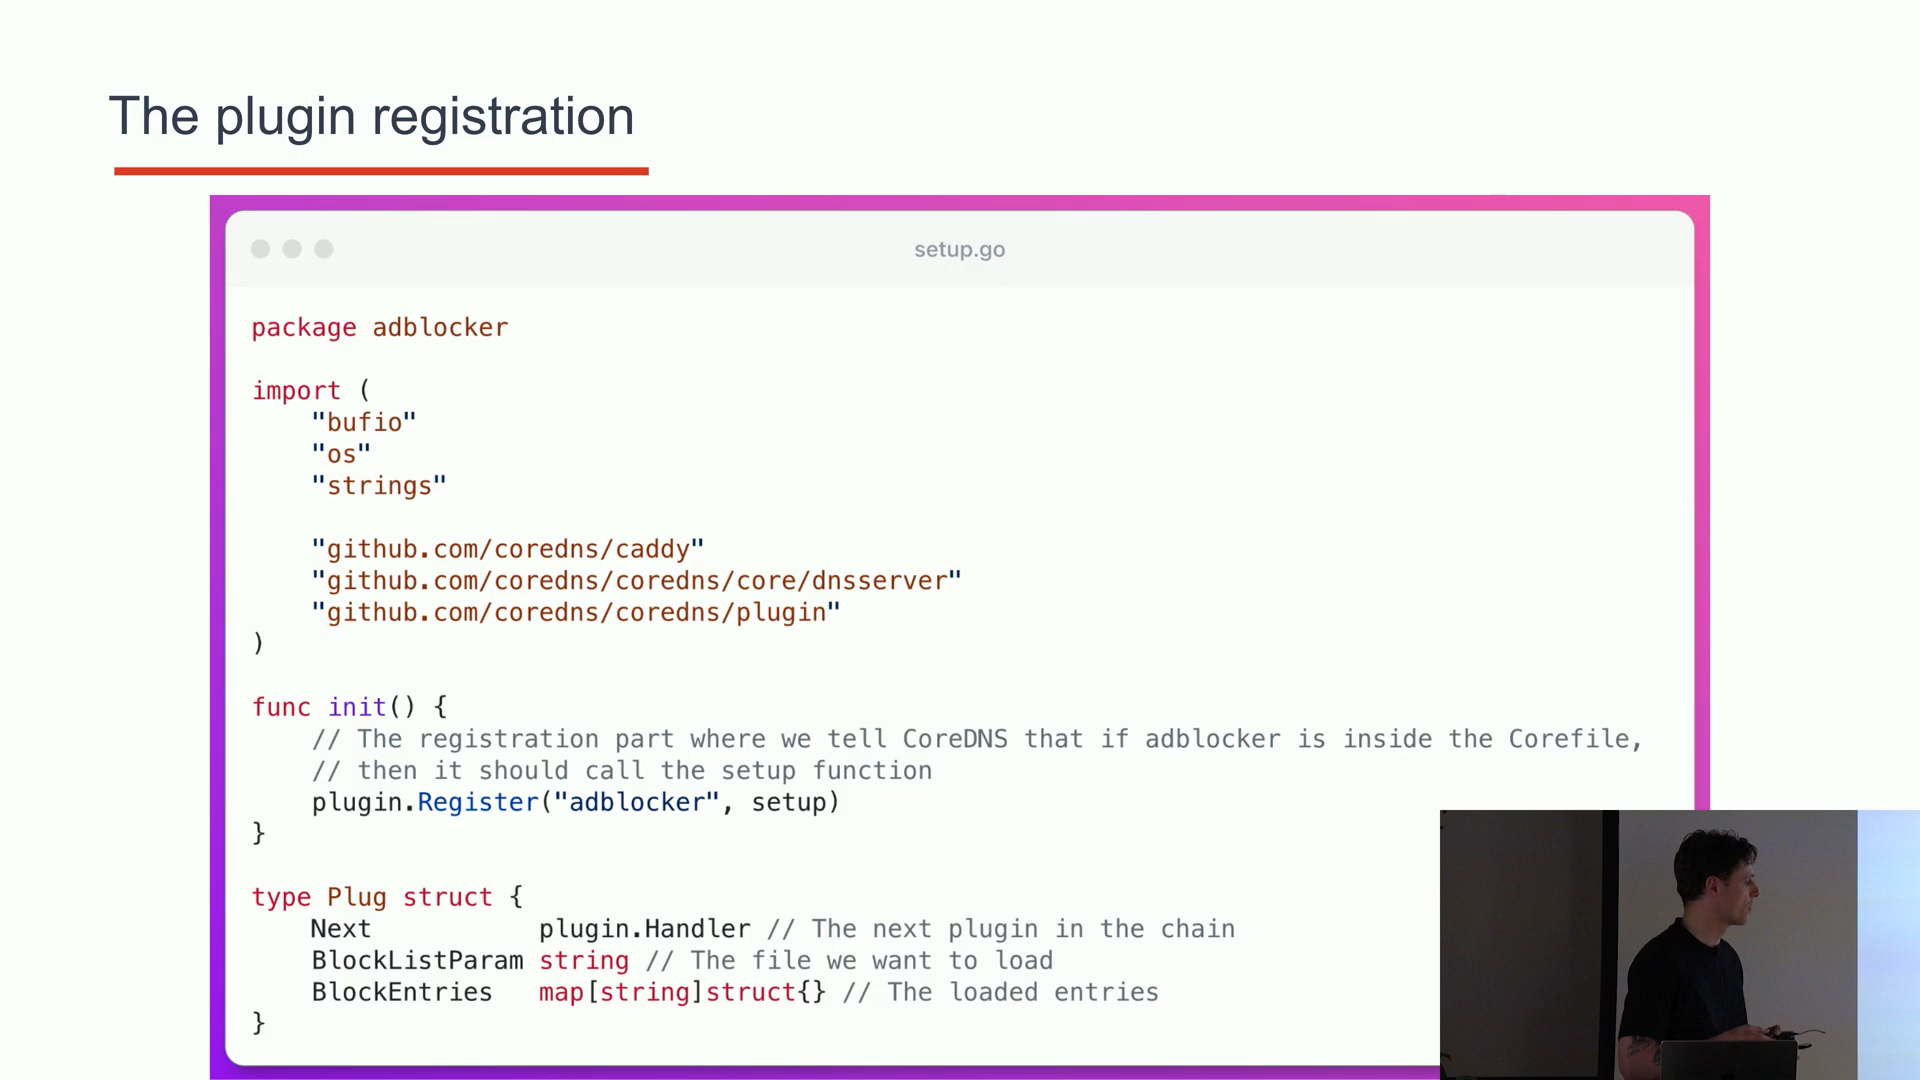 The plugin registration
setup.go
package adblocker
import (
"bufio"
"os"
"strings"
"github.com/coredns/caddy"
"github.com/coredns/coredns/core/dnsserver"
"github.com/coredns/coredns/plugin"
)
func init() {
// The registration part where we tell CoreDNS that if adblocker is inside the Corefile,
// then it should call the setup function
plugin.Register("adblocker", setup)
}
type Plug struct {
Next plugin.Handler // The next plugin in the chain
BlockListParam string // The file we want to load
BlockEntries map[string]struct{} // The loaded entries
}